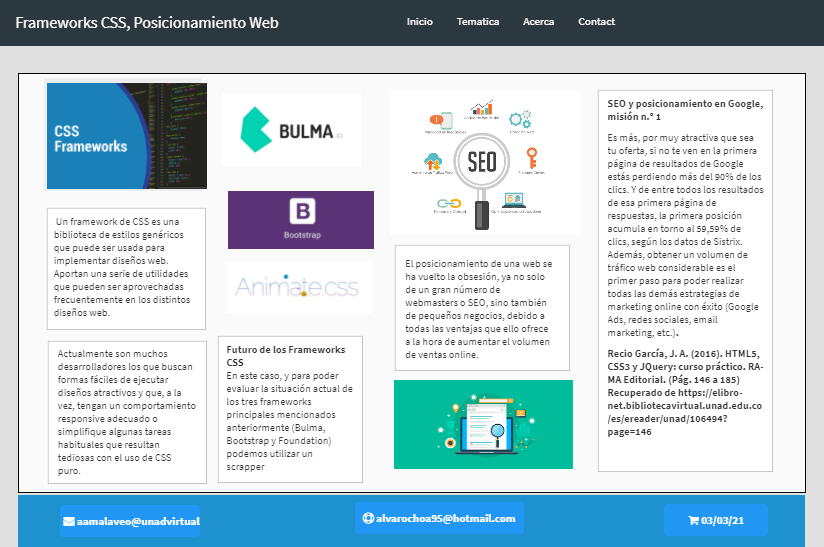 Frameworks CSS, Posicionamiento Web
Inicio Tematica Acerca Contact
CSS
Frameworks
Un framework de CSS es una
biblioteca de estilos genéricos
que puede ser usada para
implementar diseños web.
Aportan una serie de utilidades
que pueden ser aprovechadas
frecuentemente en los distintos
diseños web.
Actualmente son muchos
desarrolladores los que buscan
formas fáciles de ejecutar
diseños atractivos y que, a la
vez, tengan un comportamiento
responsive adecuado o
simplifique algunas tareas
habituales que resultan
tediosas con el uso de CSS
puro.
BULMA.io
B
Bootstrap
Animate.css
Futuro de los Frameworks
CSS
En este caso, y para poder
evaluar la situación actual de
los tres frameworks
principales mencionados
anteriormente (Bulma,
Bootstrap y Foundation)
podemos utilizar un
scrapper
SEO
El posicionamiento de una web se
ha vuelto la obsesión, ya no solo
de un gran número de
webmasters o SEO, sino también
de pequeños negocios, debido a
todas las ventajas que ello ofrece
a la hora de aumentar el volumen
de ventas online.
SEO y posicionamiento en Google,
misión n.° 1
Es más, por muy atractiva que sea
tu oferta, si no te ven en la primera
página de resultados de Google
estás perdiendo más del 90% de los
clics. Y de entre todos los resultados
de esa primera página de
respuestas, la primera posición
acumula en torno al 59,59% de
clics, según los datos de Sistrix.
Además, obtener un volumen de
tráfico web considerable es el
primer paso para poder realizar
todas las demás estrategias de
marketing online con éxito (Google
Ads, redes sociales, email
marketing, etc.).
Recio García, J. A. (2016). HTML5,
CSS3 y JQuery: curso práctico. RA-
MA Editorial. (Pág. 146 a 185)
Recuperado de https://elibro-
net.bibliotecavirtual.unad.edu.co
/es/ereader/unad/106494?
page=146
aamalaveo@unadvirtual
alvarochoa95@hotmail.com
03/03/21